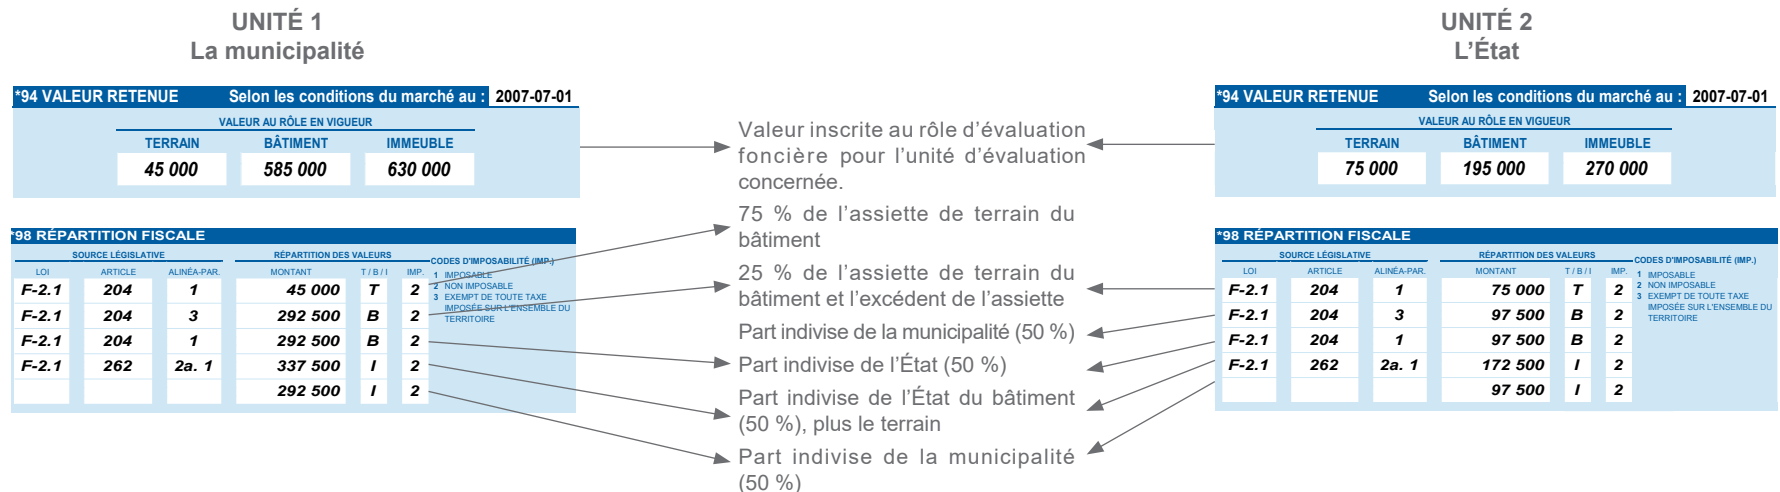 UNITÉ 1
La municipalité
*94 VALEUR RETENUE Selon les conditions du marché au : 2007-07-01
VALEUR AU RÔLE EN VIGUEUR
TERRAIN BÂTIMENT IMMEUBLE
45 000 585 000 630 000
*98 RÉPARTITION FISCALE
SOURCE LÉGISLATIVE RÉPARTITION DES VALEURS CODES D'IMPOSABILITÉ (IMP.)
LOI ARTICLE ALINÉA-PAR. MONTANT T / B / I IMP.
1 IMPOSABLE
2 NON IMPOSABLE
3 EXEMPT DE TOUTE TAXE
IMPOSÉE SUR L'ENSEMBLE DU
TERRITOIRE
F-2.1 204 1 45 000 T 2
F-2.1 204 3 292 500 B 2
F-2.1 204 1 292 500 B 2
F-2.1 262 2a. 1 337 500 I 2
292 500 I 2
Valeur inscrite au rôle d’évaluation
foncière pour l’unité d’évaluation
concernée.
75 % de l’assiette de terrain du
bâtiment
25 % de l’assiette de terrain du
bâtiment et l’excédent de l’assiette
Part indivise de la municipalité (50 %)
Part indivise de l’État (50 %)
Part indivise de l’État du bâtiment
(50 %), plus le terrain
Part indivise de la municipalité
(50 %)
UNITÉ 2
L’État
*94 VALEUR RETENUE Selon les conditions du marché au : 2007-07-01
VALEUR AU RÔLE EN VIGUEUR
TERRAIN BÂTIMENT IMMEUBLE
75 000 195 000 270 000
*98 RÉPARTITION FISCALE
SOURCE LÉGISLATIVE RÉPARTITION DES VALEURS CODES D'IMPOSABILITÉ (IMP.)
LOI ARTICLE ALINÉA-PAR. MONTANT T / B / I IMP.
1 IMPOSABLE
2 NON IMPOSABLE
3 EXEMPT DE TOUTE TAXE
IMPOSÉE SUR L'ENSEMBLE DU
TERRITOIRE
F-2.1 204 1 75 000 T 2
F-2.1 204 3 97 500 B 2
F-2.1 204 1 97 500 B 2
F-2.1 262 2a. 1 172 500 I 2
97 500 I 2